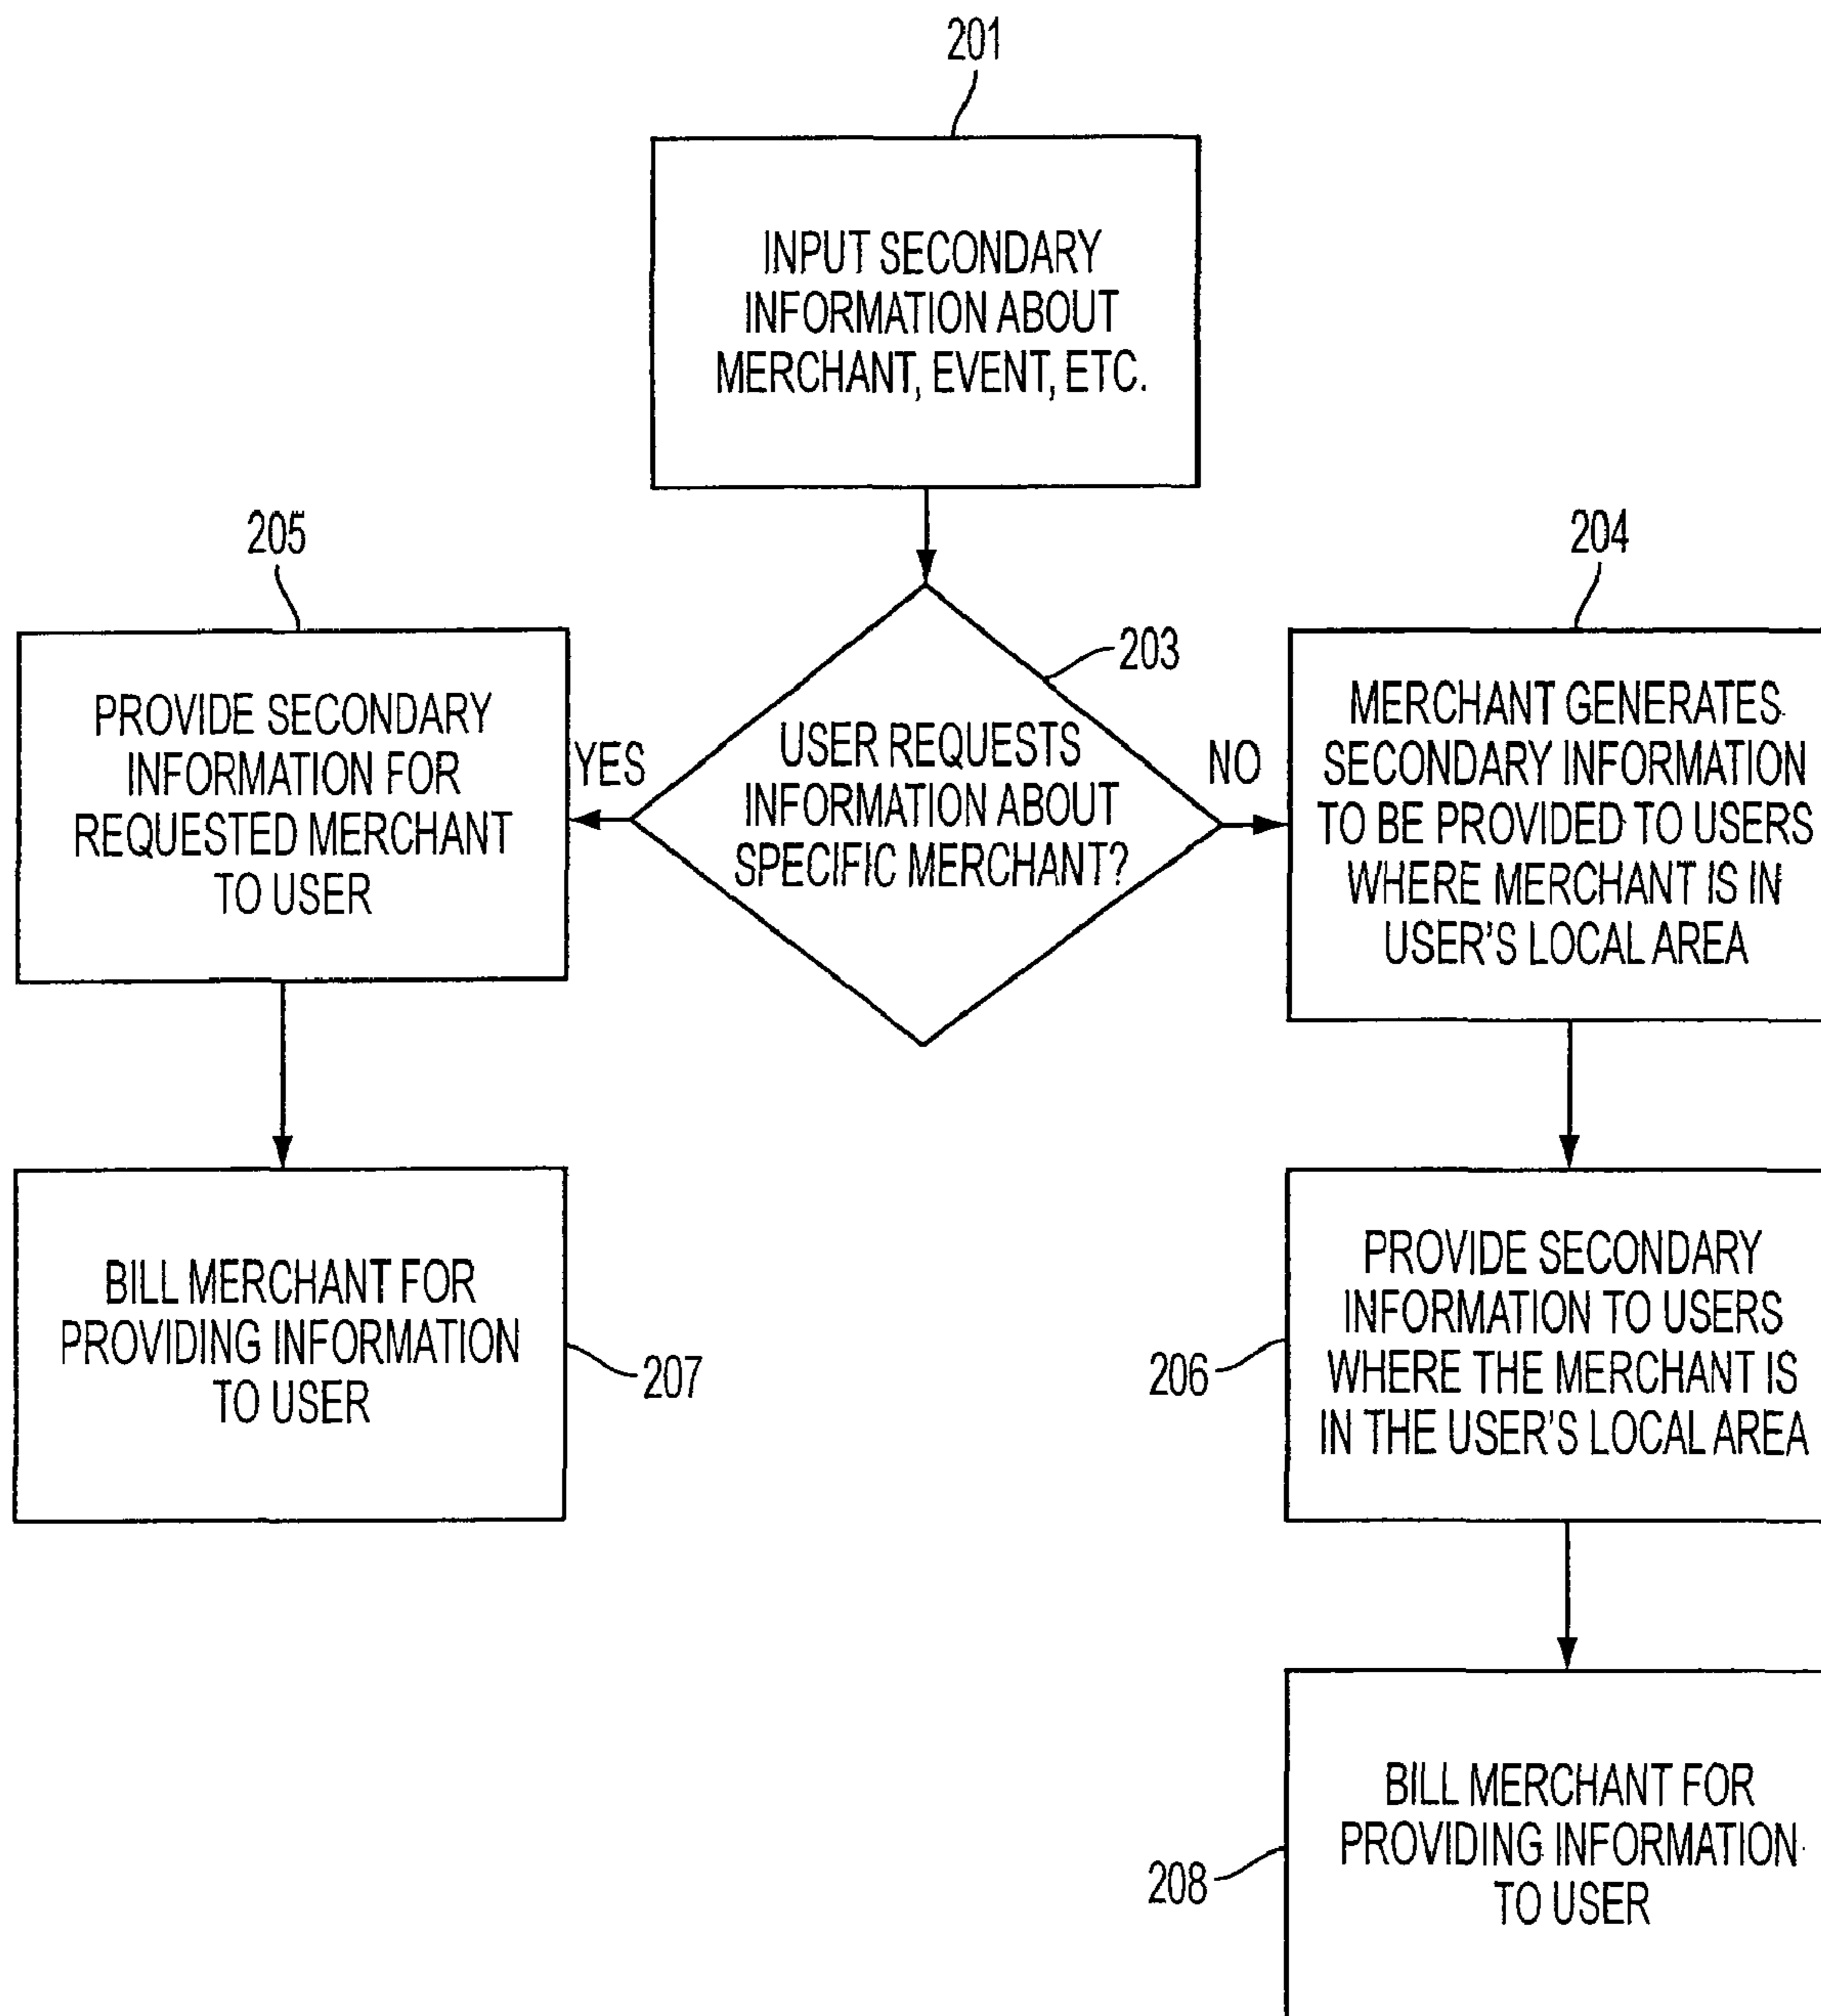 201
INPUT SECONDARY
INFORMATION ABOUT
MERCHANT, EVENT, ETC.
203
USER REQUESTS
INFORMATION ABOUT
SPECIFIC MERCHANT?
YES
NO
205
PROVIDE SECONDARY
INFORMATION FOR
REQUESTED MERCHANT
TO USER
204
MERCHANT GENERATES
SECONDARY INFORMATION
TO BE PROVIDED TO USERS
WHERE MERCHANT IS IN
USER'S LOCAL AREA
BILL MERCHANT FOR
PROVIDING INFORMATION
TO USER
207
206
PROVIDE SECONDARY
INFORMATION TO USERS
WHERE THE MERCHANT IS
IN THE USER'S LOCAL AREA
208
BILL MERCHANT FOR
PROVIDING INFORMATION
TO USER